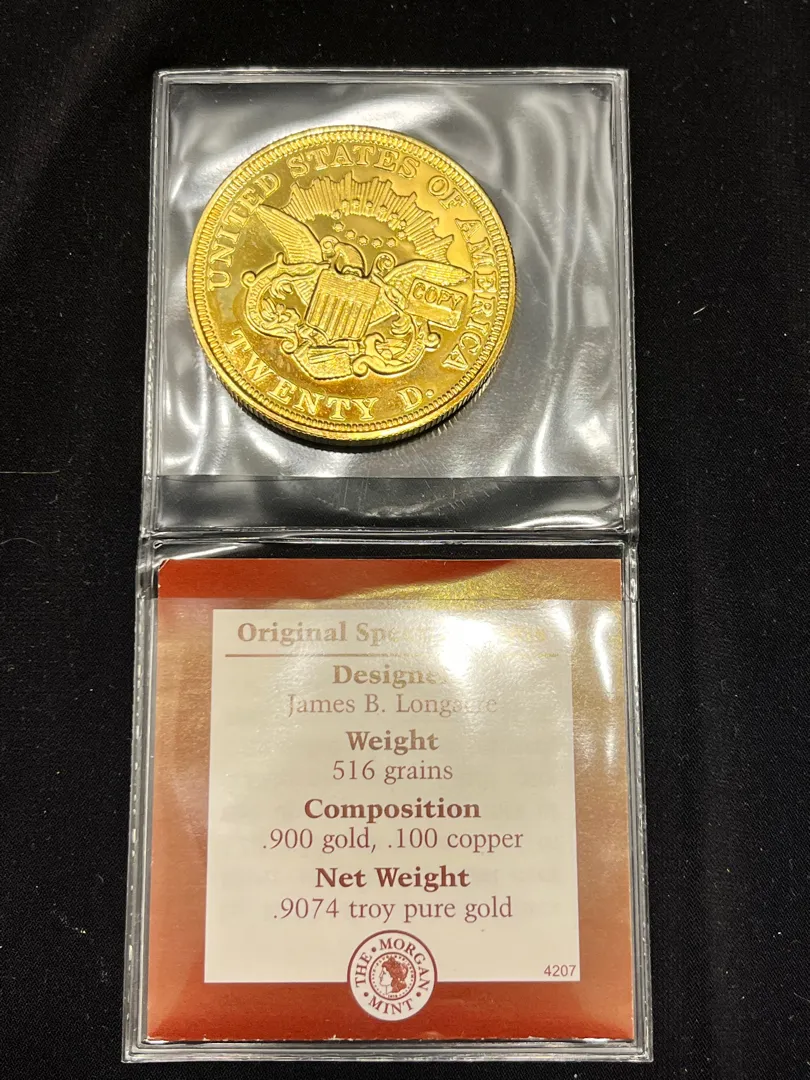 UNITED STATES OF AMERICA
COPY
TWENTY D.
Original
Designer
James B. Longacre
Weight
516 grains
Composition
.900 gold, .100 copper
Net Weight
.9074 troy pure gold
THE • MORGAN • MINT •
4207